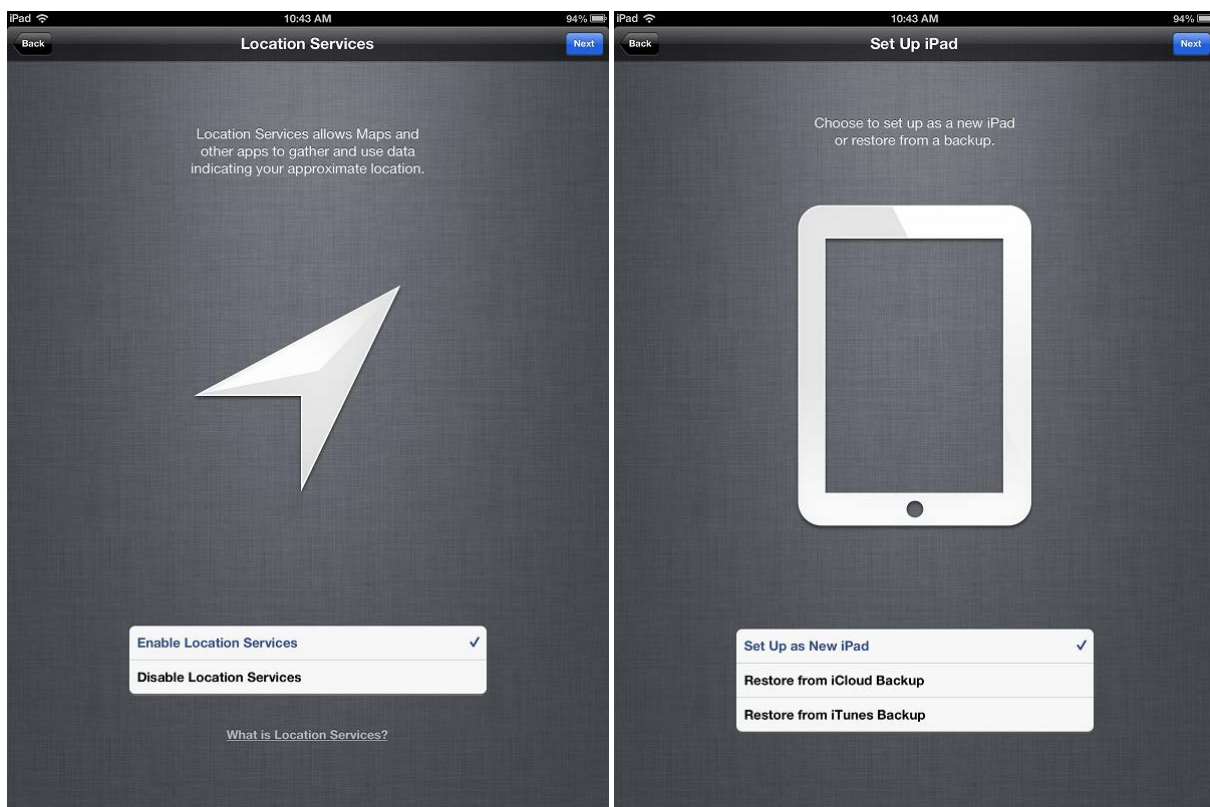 iPad 10:43 AM 94%
Back Location Services Next
Location Services allows Maps and
other apps to gather and use data
indicating your approximate location.
Enable Location Services
Disable Location Services
What is Location Services?
iPad 10:43 AM 94%
Back Set Up iPad Next
Choose to set up as a new iPad
or restore from a backup.
Set Up as New iPad
Restore from iCloud Backup
Restore from iTunes Backup